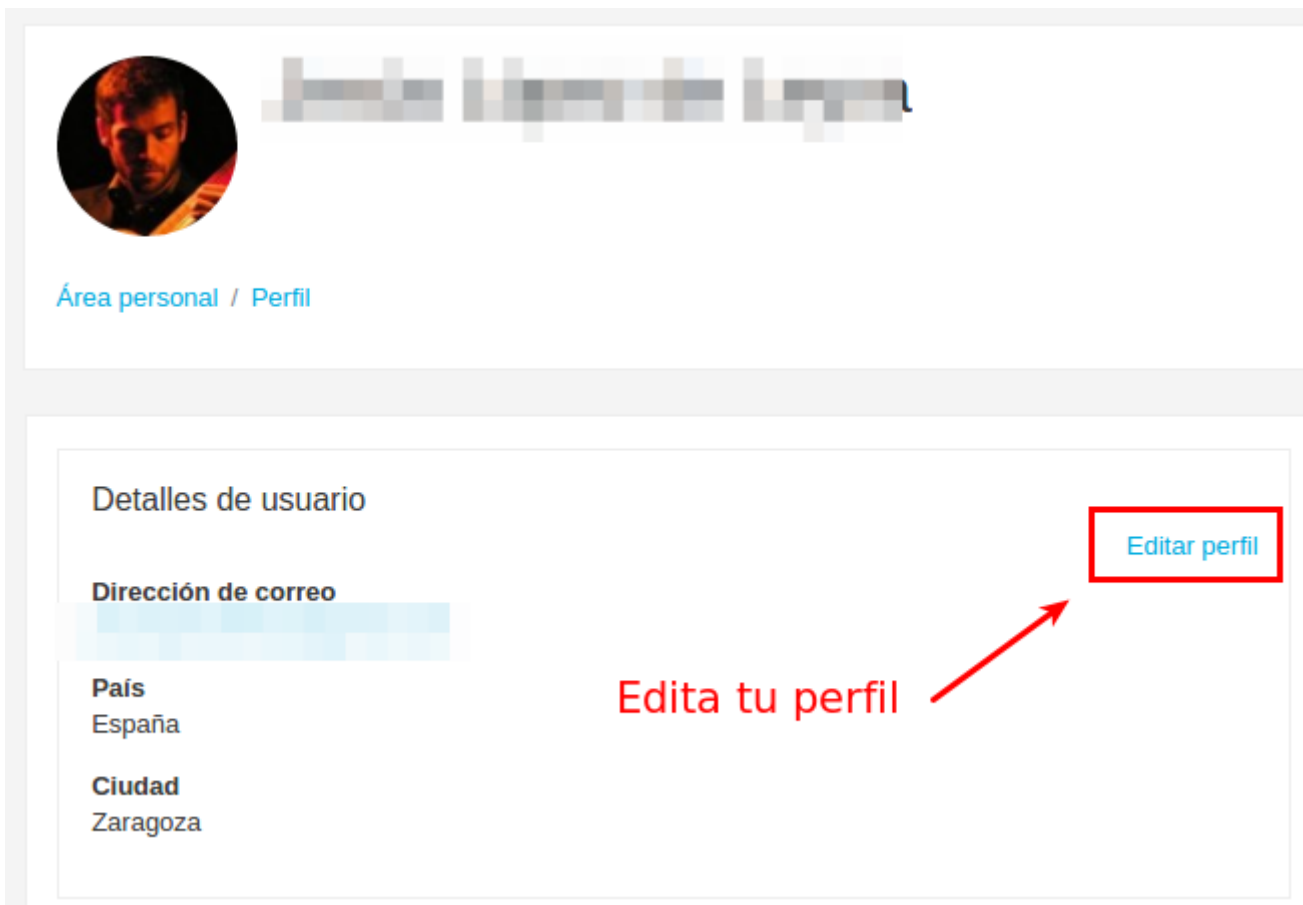 Área personal / Perfil
Detalles de usuario
Editar perfil
Dirección de correo
País
España
Edita tu perfil
Ciudad
Zaragoza